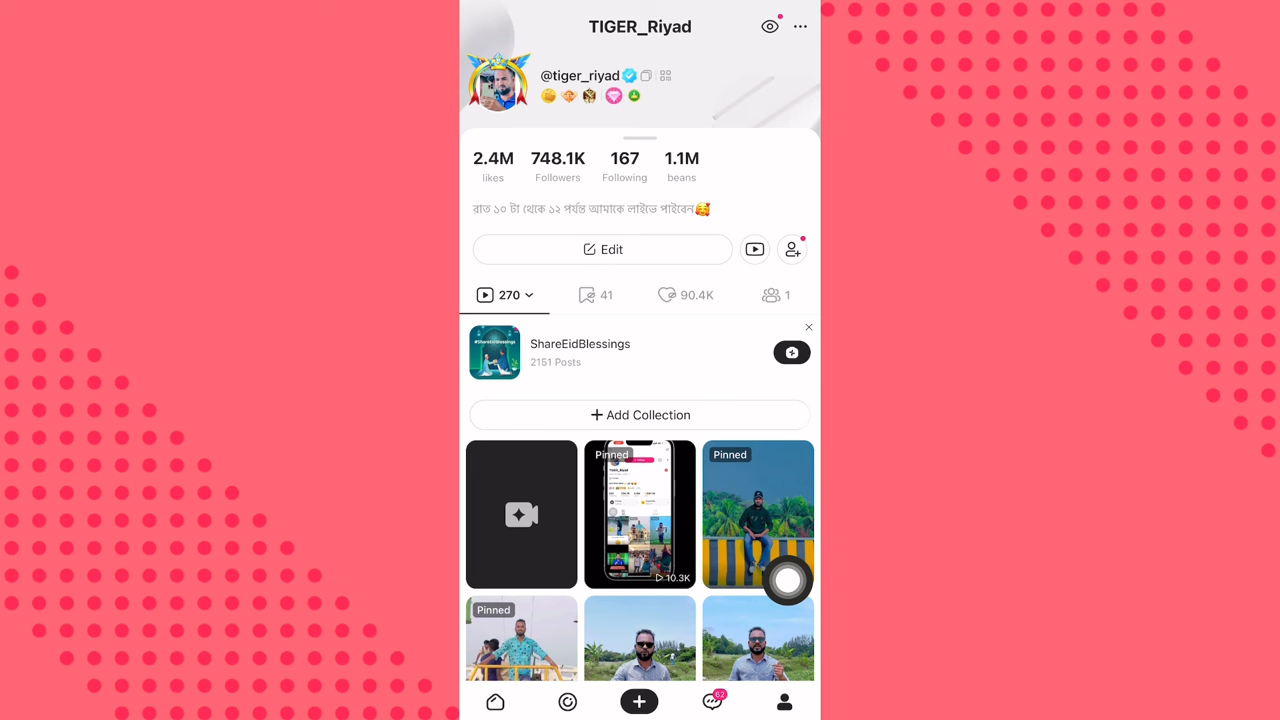 TIGER_Riyad
@tiger_riyad
2.4M 748.1K 167 1.1M
likes Followers Following beans
রাত ১০ টা থেকে ১২ পর্যন্ত আমাকে লাইভে পাইবেন🥰
Edit
270 41 90.4K 1
#ShareEidBlessings
ShareEidBlessings
2151 Posts
+ Add Collection
Pinned
Pinned
10.3K
Pinned
62